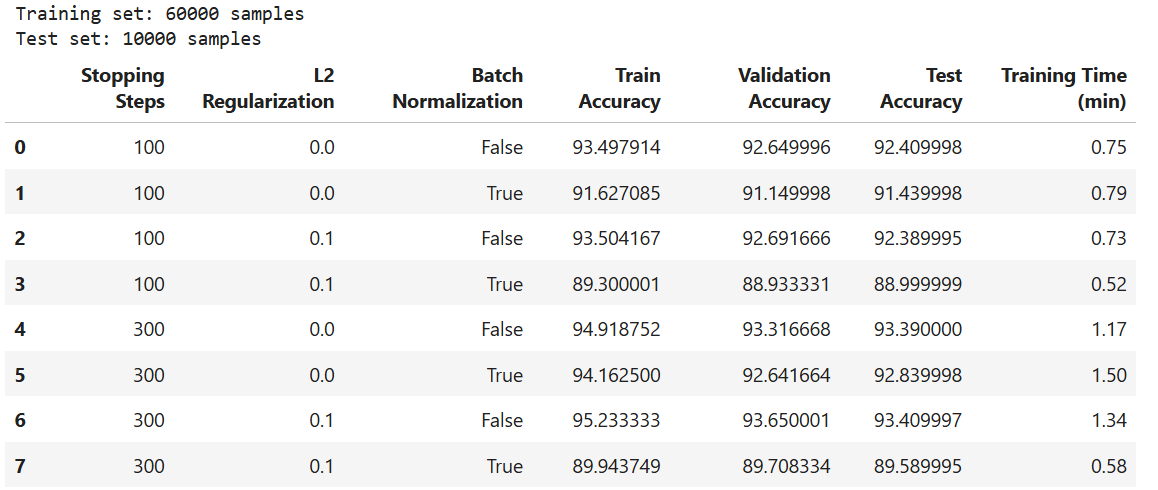 Training set: 60000 samples
Test set: 10000 samples
Stopping Steps L2 Regularization Batch Normalization Train Accuracy Validation Accuracy Test Accuracy Training Time (min)
0 100 0.0 False 93.497914 92.649996 92.409998 0.75
1 100 0.0 True 91.627085 91.149998 91.439998 0.79
2 100 0.1 False 93.504167 92.691666 92.389995 0.73
3 100 0.1 True 89.300001 88.933331 88.999999 0.52
4 300 0.0 False 94.918752 93.316668 93.390000 1.17
5 300 0.0 True 94.162500 92.641664 92.839998 1.50
6 300 0.1 False 95.233333 93.650001 93.409997 1.34
7 300 0.1 True 89.943749 89.708334 89.589995 0.58